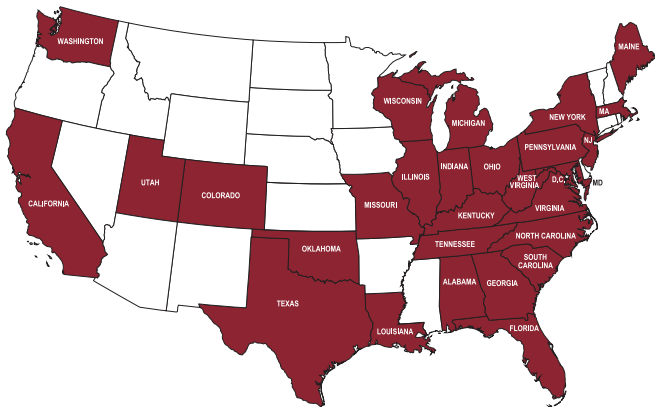 WASHINGTON
MAINE
WISCONSIN
MICHIGAN
NEW YORK
MA
PENNSYLVANIA
NJ
ILLINOIS
INDIANA
OHIO
UTAH
COLORADO
WEST
VIRGINIA
D.C.
MD
CALIFORNIA
MISSOURI
KENTUCKY
VIRGINIA
OKLAHOMA
TENNESSEE
NORTH CAROLINA
SOUTH
CAROLINA
ALABAMA
GEORGIA
TEXAS
LOUISIANA
FLORIDA